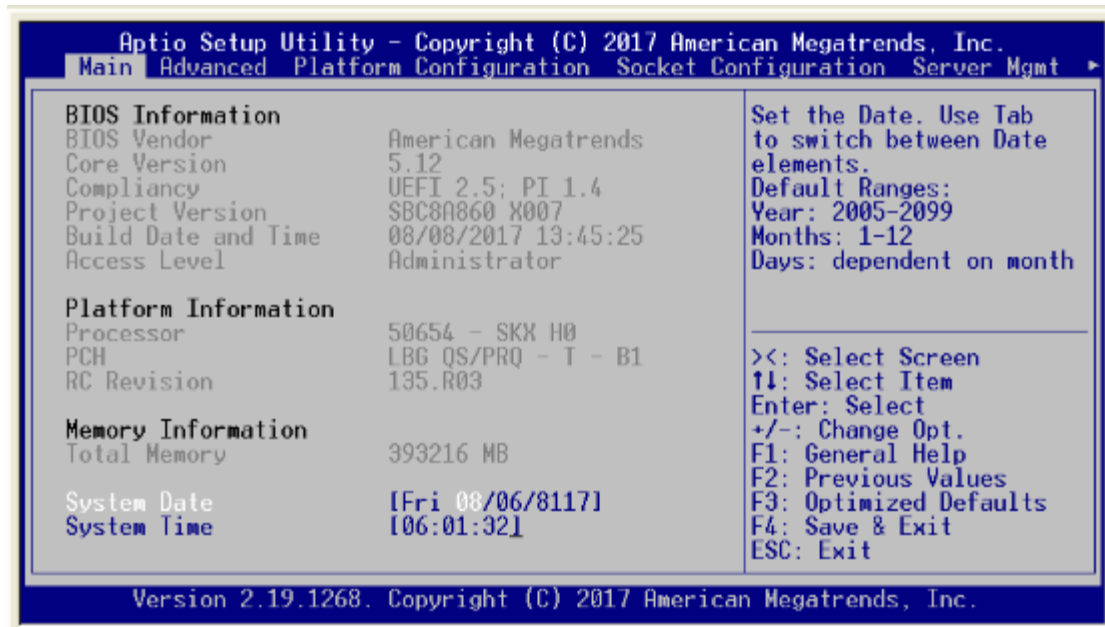 Aptio Setup Utility - Copyright (C) 2017 American Megatrends, Inc.
Main Advanced Platform Configuration Socket Configuration Server Mgmt ►
BIOS Information
BIOS Vendor American Megatrends
Core Version 5.12
Compliancy UEFI 2.5; PI 1.4
Project Version SBC8A860 X007
Build Date and Time 08/08/2017 13:45:25
Access Level Administrator
Platform Information
Processor 50654 - SKX H0
PCH LBG QS/PRQ - T - B1
RC Revision 135.R03
Memory Information
Total Memory 393216 MB
System Date [Fri 08/06/8117]
System Time [06:01:32]
Set the Date. Use Tab
to switch between Date
elements.
Default Ranges:
Year: 2005-2099
Months: 1-12
Days: dependent on month
><: Select Screen
↑↓: Select Item
Enter: Select
+/-: Change Opt.
F1: General Help
F2: Previous Values
F3: Optimized Defaults
F4: Save & Exit
ESC: Exit
Version 2.19.1268. Copyright (C) 2017 American Megatrends, Inc.